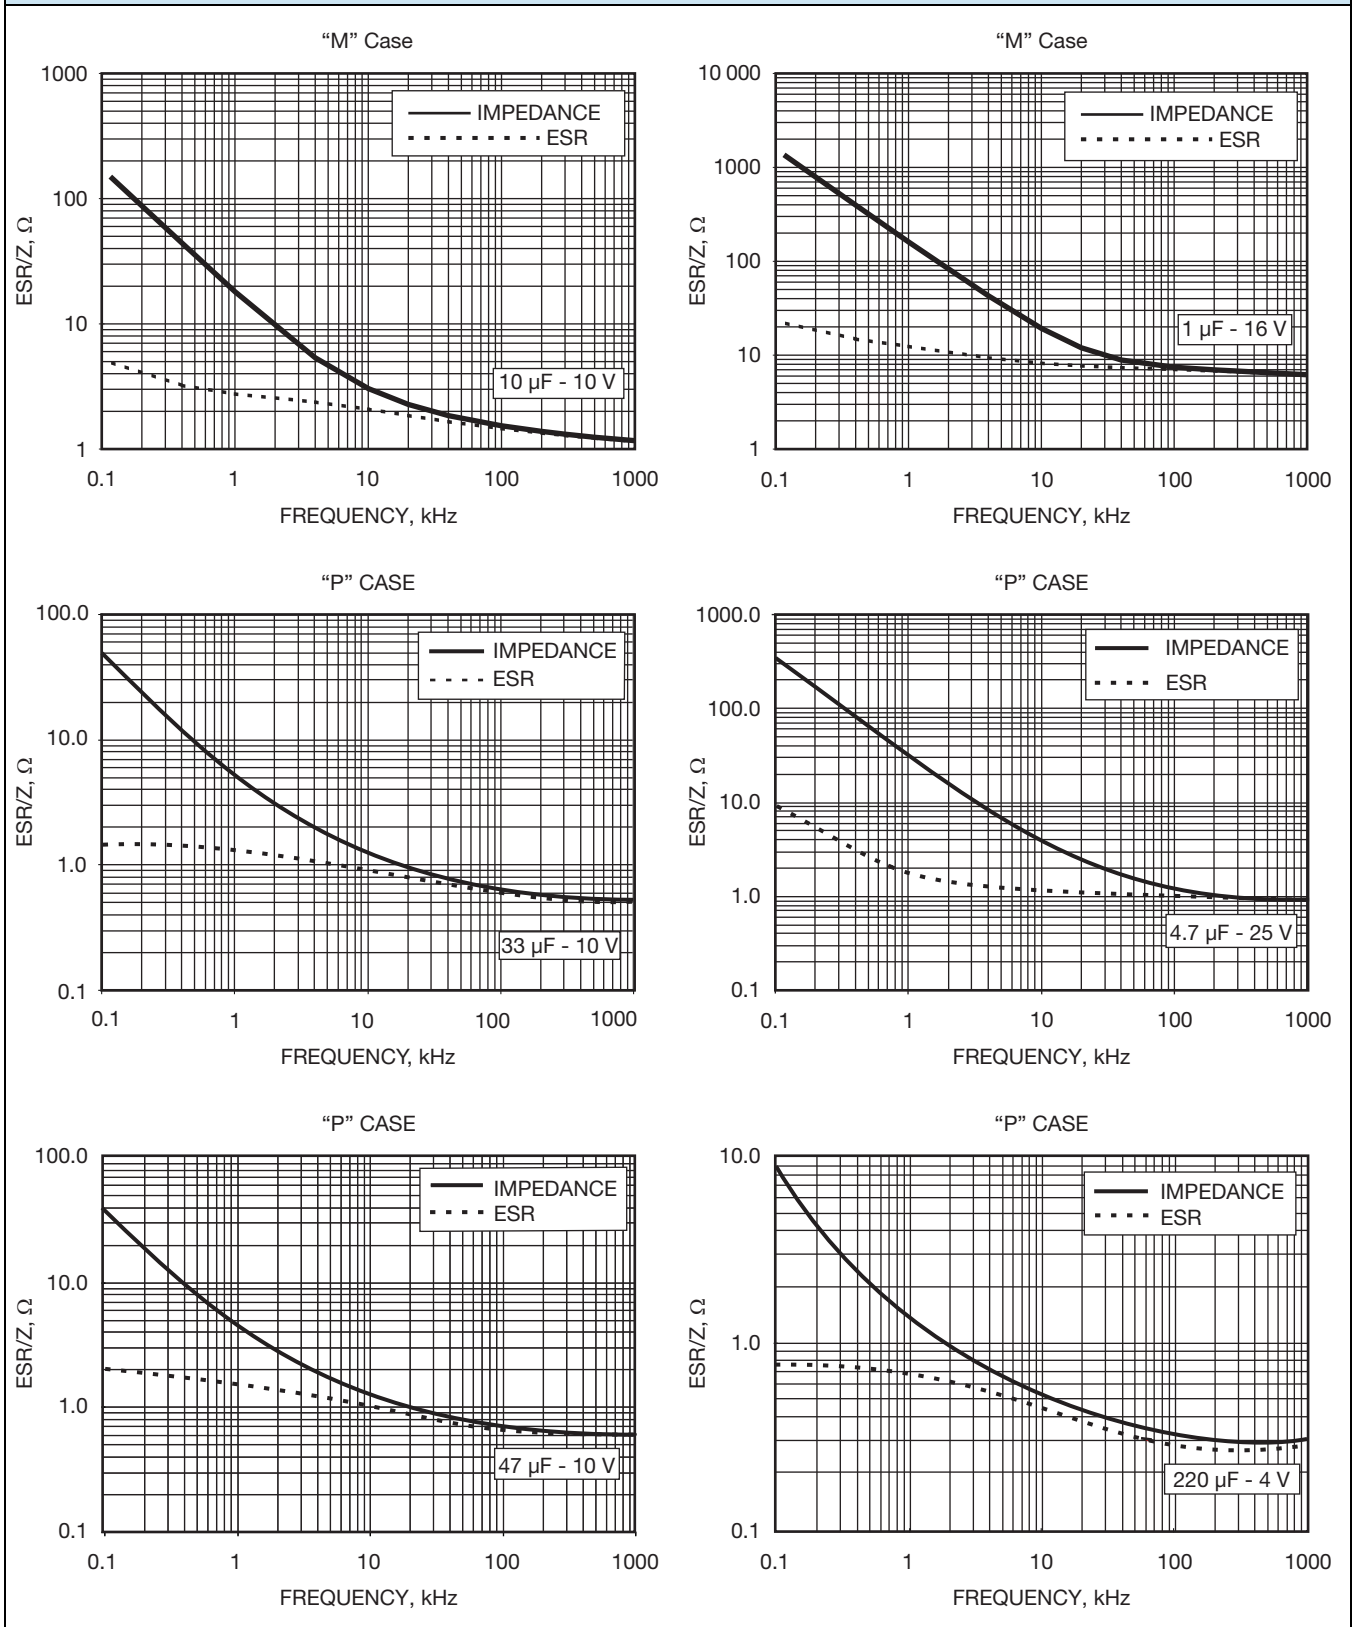 “M” Case
1000
100
10
1
ESR/Z, Ω
IMPEDANCE
ESR
10 µF - 10 V
0.1 1 10 100 1000
FREQUENCY, kHz
“M” Case
10 000
1000
100
10
1
ESR/Z, Ω
IMPEDANCE
ESR
1 µF - 16 V
0.1 1 10 100 1000
FREQUENCY, kHz
“P” CASE
100.0
10.0
1.0
0.1
ESR/Z, Ω
IMPEDANCE
ESR
33 µF - 10 V
0.1 1 10 100 1000
FREQUENCY, kHz
“P” CASE
1000.0
100.0
10.0
1.0
0.1
ESR/Z, Ω
IMPEDANCE
ESR
4.7 µF - 25 V
0.1 1 10 100 1000
FREQUENCY, kHz
“P” CASE
100.0
10.0
1.0
0.1
ESR/Z, Ω
IMPEDANCE
ESR
47 µF - 10 V
0.1 1 10 100 1000
FREQUENCY, kHz
“P” CASE
10.0
1.0
0.1
ESR/Z, Ω
IMPEDANCE
ESR
220 µF - 4 V
0.1 1 10 100 1000
FREQUENCY, kHz